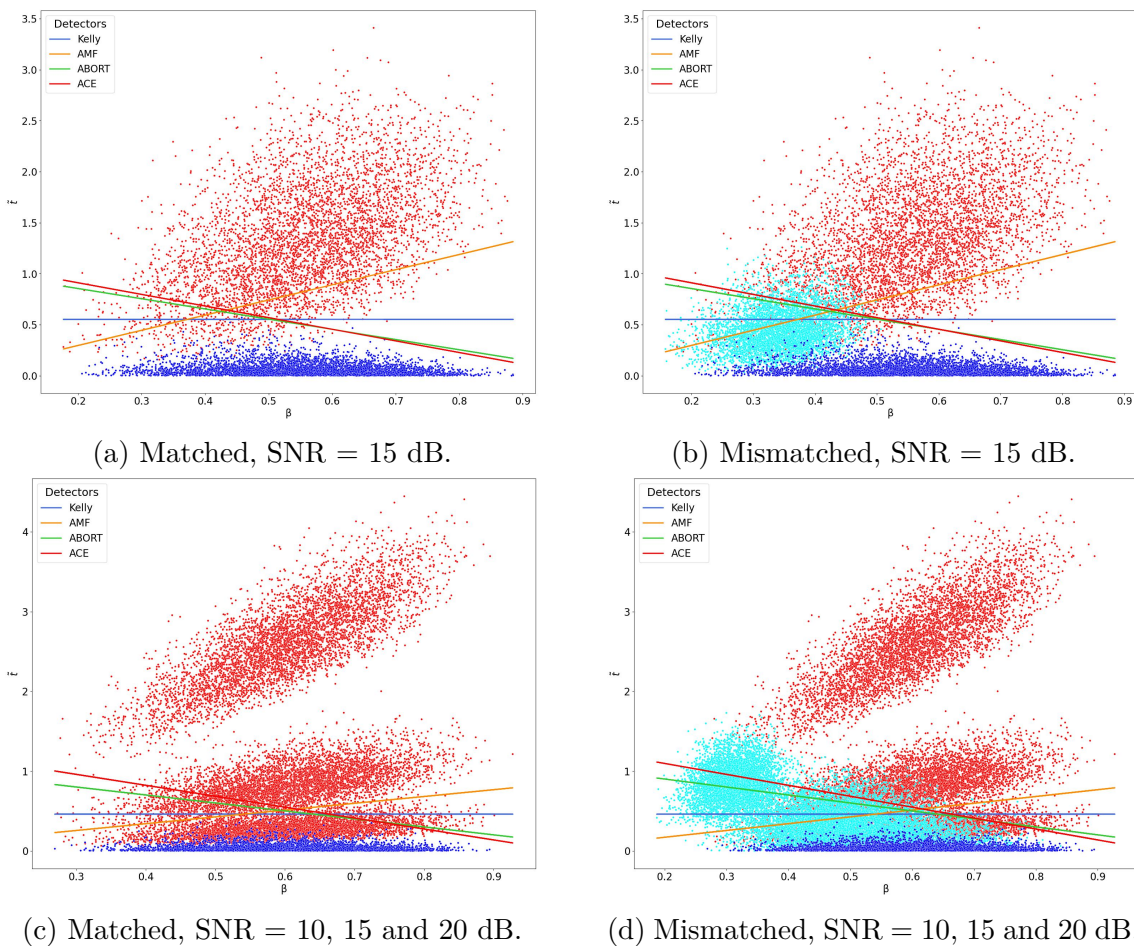 Detectors
Kelly
AMF
ABORT
ACE
3.5
3.0
2.5
2.0
1.5
1.0
0.5
0.0
t̃
0.2 0.3 0.4 0.5 0.6 0.7 0.8 0.9
β
(a) Matched, SNR = 15 dB.
Detectors
Kelly
AMF
ABORT
ACE
3.5
3.0
2.5
2.0
1.5
1.0
0.5
0.0
t̃
0.2 0.3 0.4 0.5 0.6 0.7 0.8 0.9
β
(b) Mismatched, SNR = 15 dB.
Detectors
Kelly
AMF
ABORT
ACE
4
3
2
1
0
t̃
0.3 0.4 0.5 0.6 0.7 0.8 0.9
β
(c) Matched, SNR = 10, 15 and 20 dB.
Detectors
Kelly
AMF
ABORT
ACE
4
3
2
1
0
t̃
0.2 0.3 0.4 0.5 0.6 0.7 0.8 0.9
β
(d) Mismatched, SNR = 10, 15 and 20 dB